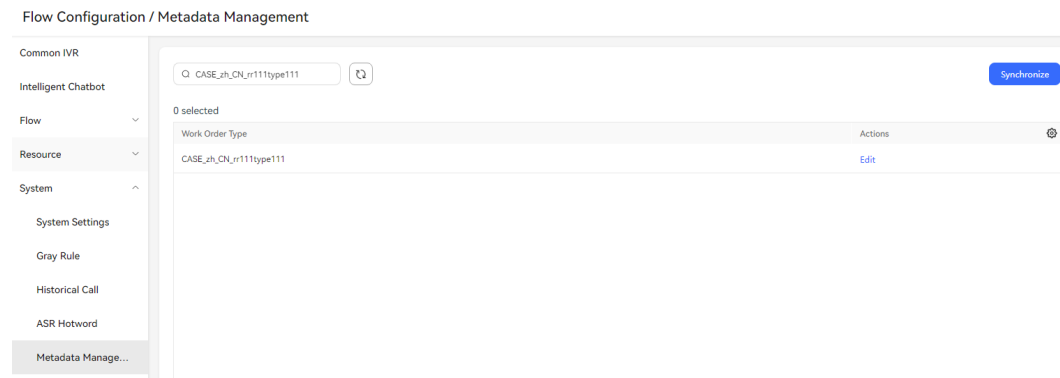 Flow Configuration / Metadata Management
Common IVR
Intelligent Chatbot
Flow
Resource
System
System Settings
Gray Rule
Historical Call
ASR Hotword
Metadata Manage...
CASE_zh_CN_rr111type111
Synchronize
0 selected
Work Order Type
Actions
CASE_zh_CN_rr111type111
Edit